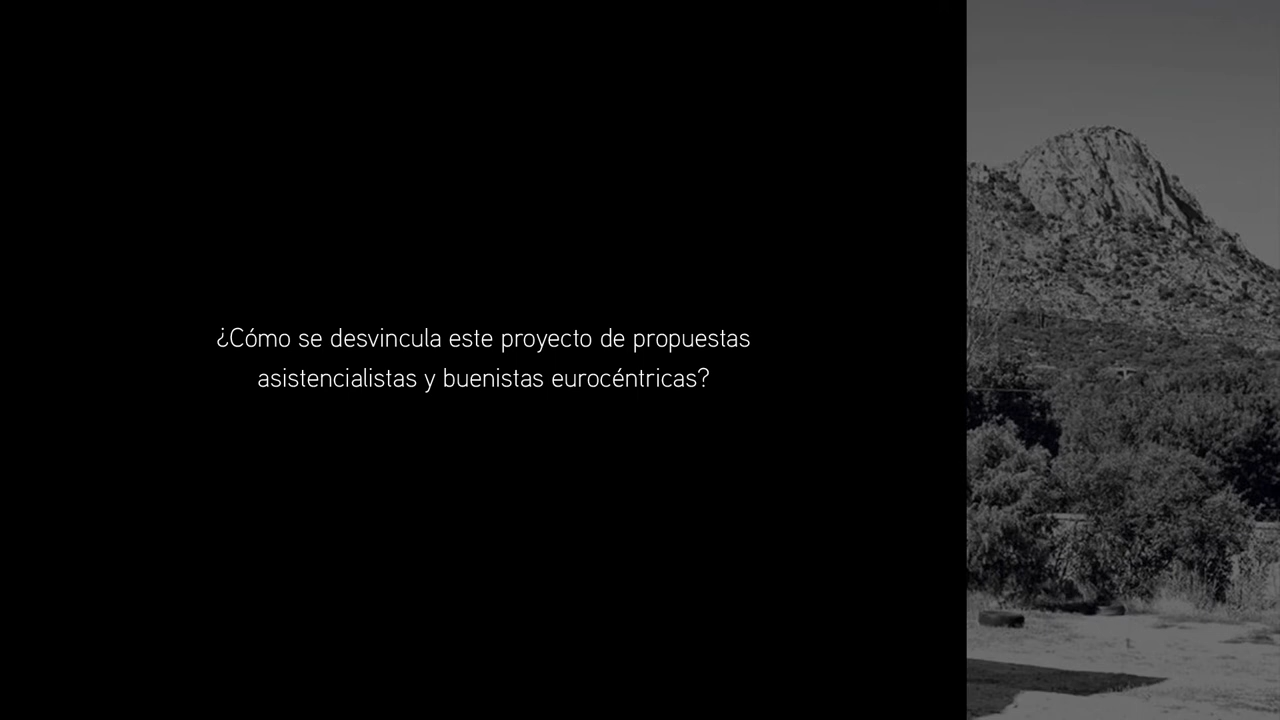 ¿Cómo se desvincula este proyecto de propuestas
asistencialistas y buenistas eurocéntricas?